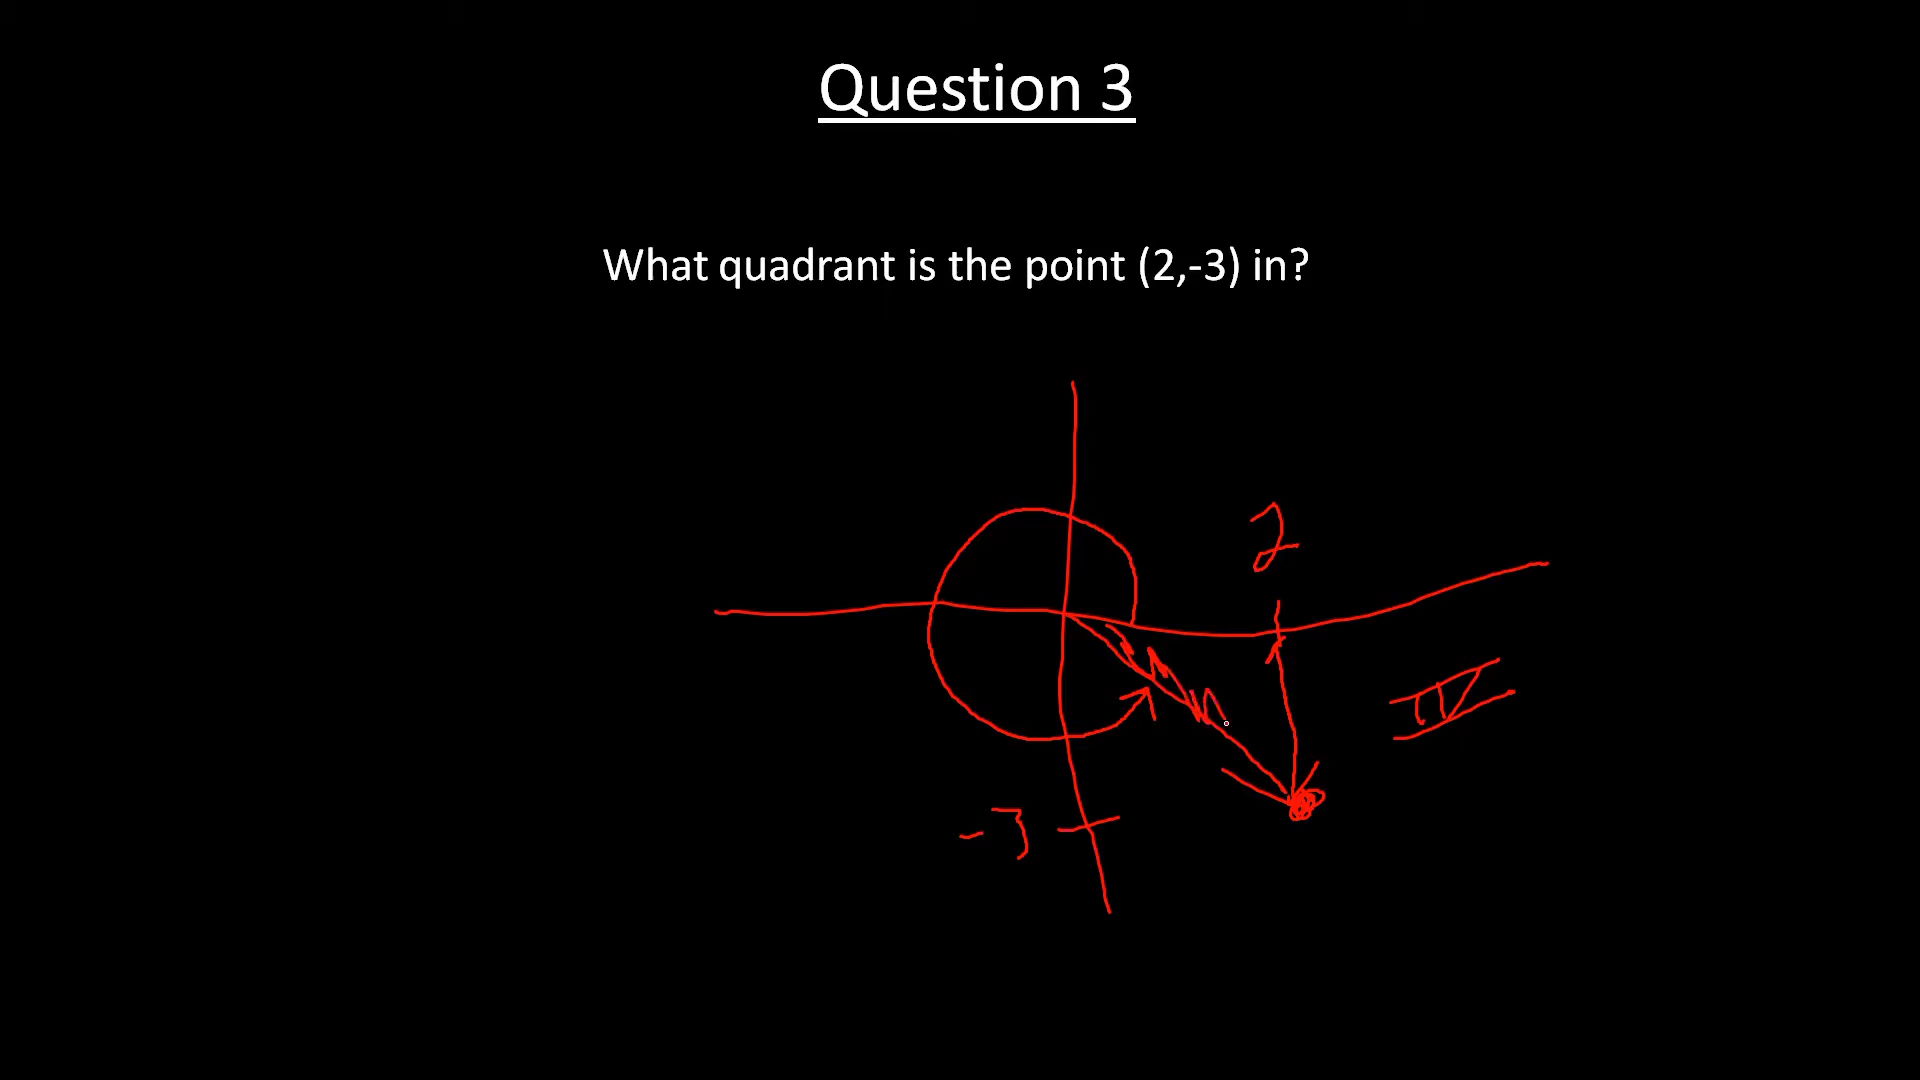 Question 3
What quadrant is the point (2,-3) in?
2
IV
-3